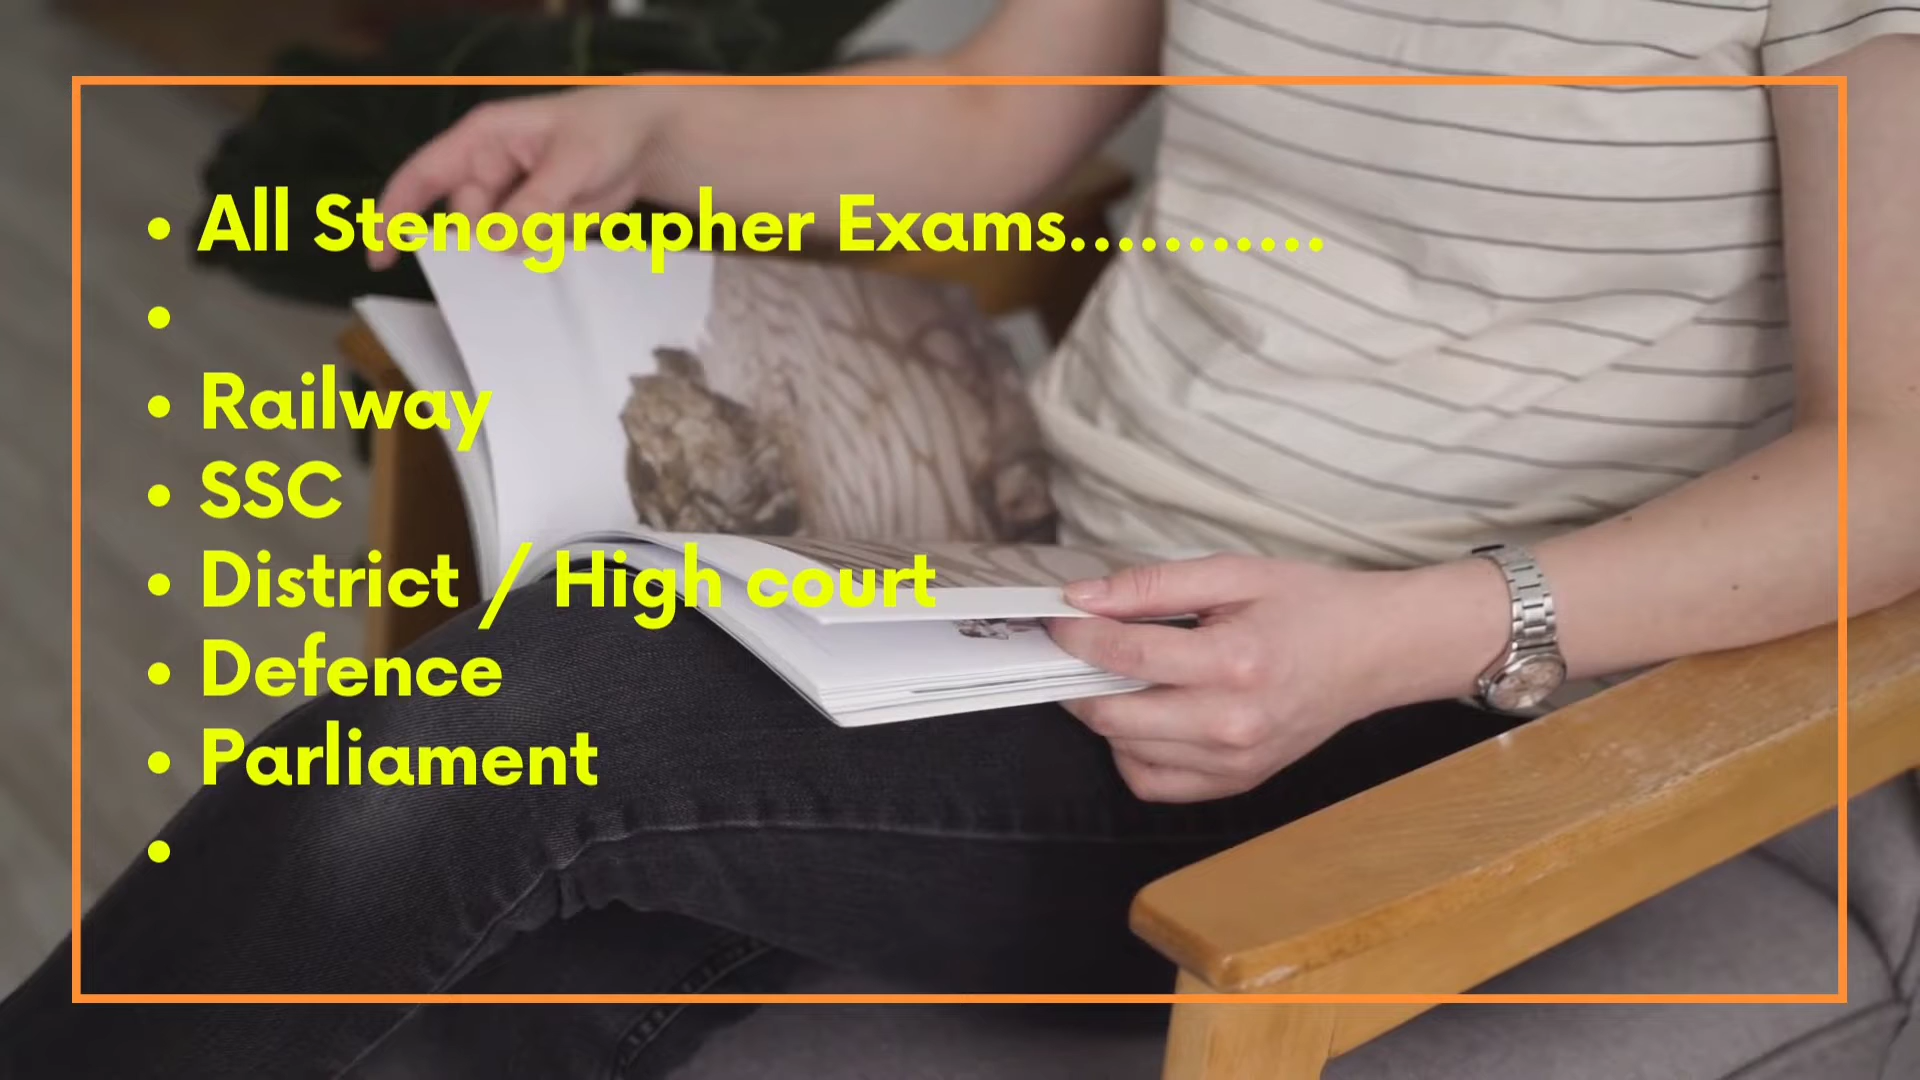 • All Stenographer Exams...........
•
• Railway
• SSC
• District / High court
• Defence
• Parliament
•